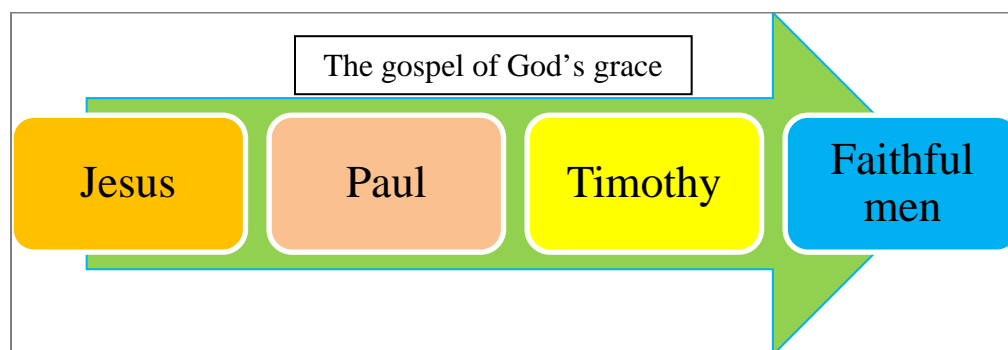 The gospel of God’s grace
Jesus
Paul
Timothy
Faithful
men